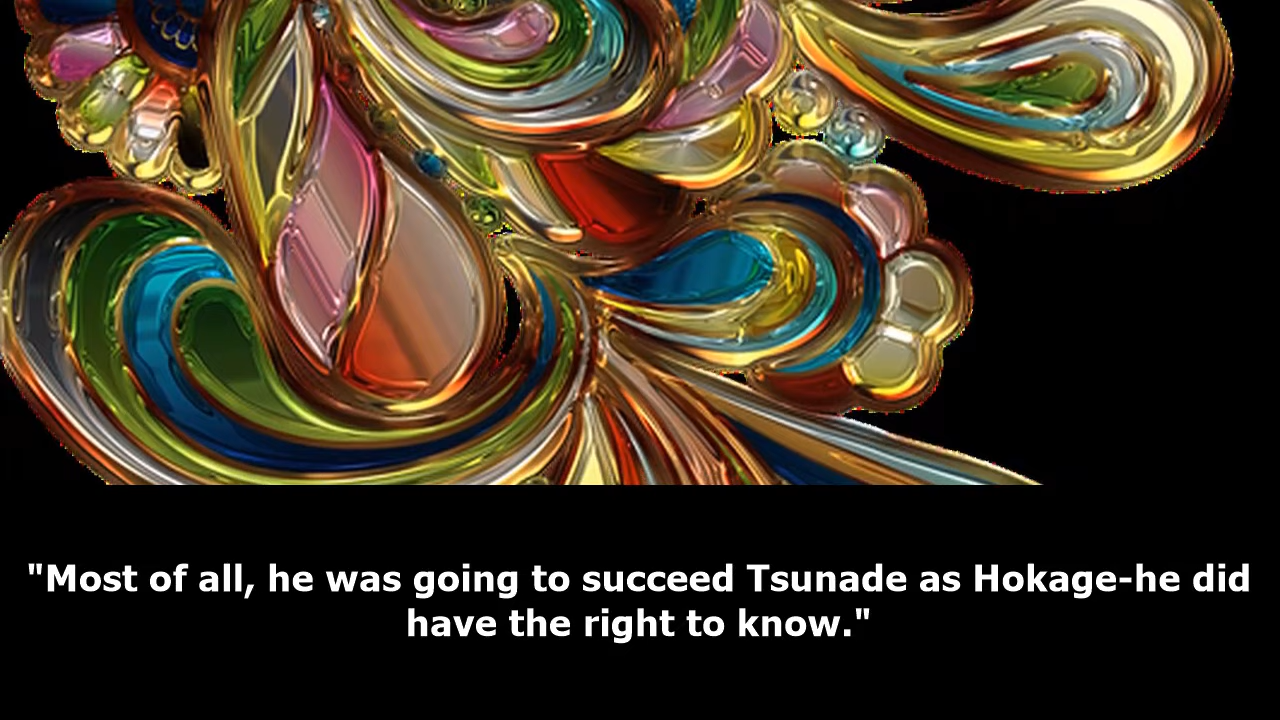 "Most of all, he was going to succeed Tsunade as Hokage-he did
have the right to know."